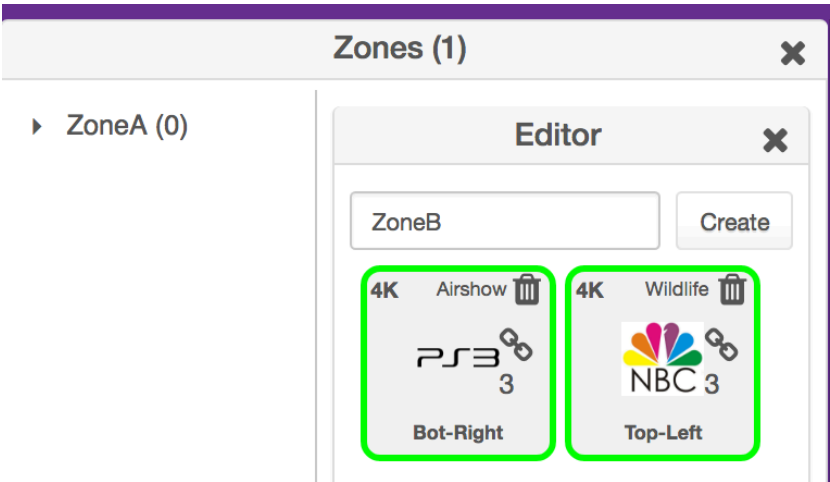 Zones (1)
ZoneA (0)
Editor
ZoneB
Create
4K Airshow
PS3
3
Bot-Right
4K Wildlife
NBC
3
Top-Left